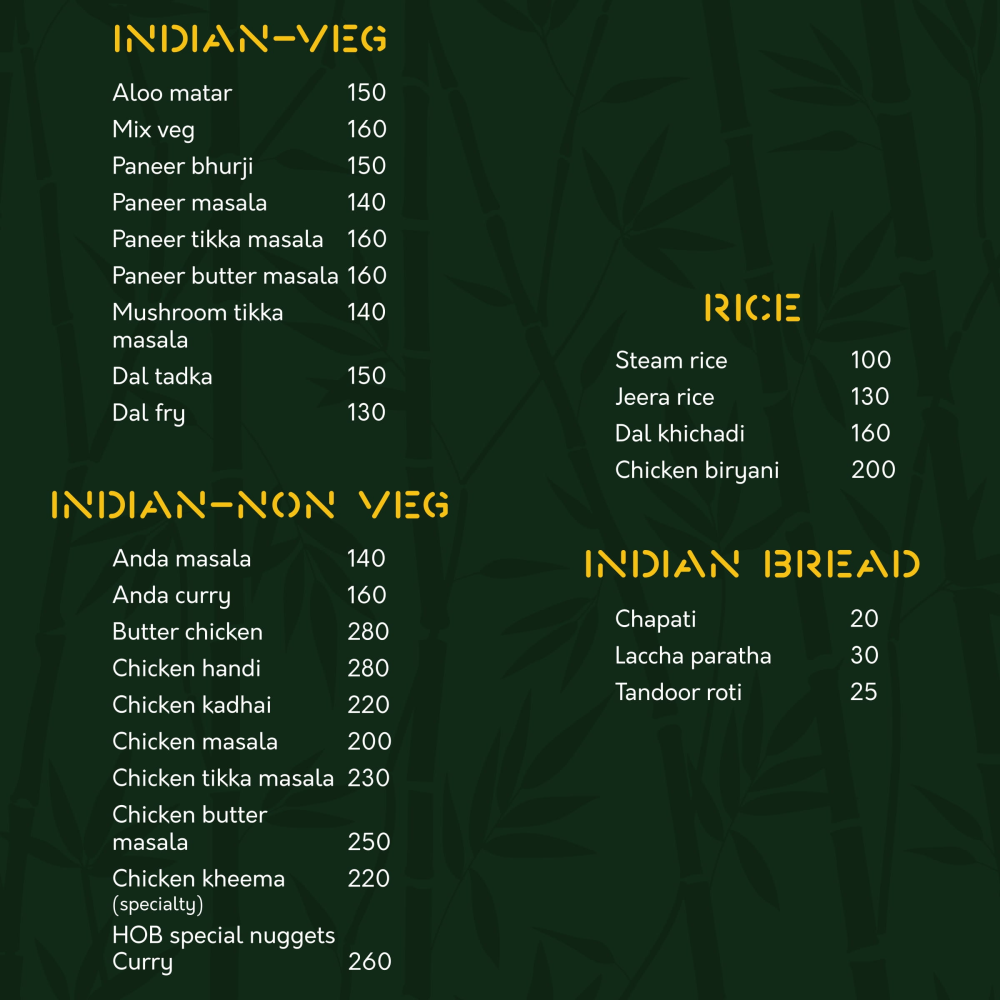 INDIAN-VEG
Aloo matar 150
Mix veg 160
Paneer bhurji 150
Paneer masala 140
Paneer tikka masala 160
Paneer butter masala 160
Mushroom tikka 140
masala
Dal tadka 150
Dal fry 130
INDIAN-NON VEG
Anda masala 140
Anda curry 160
Butter chicken 280
Chicken handi 280
Chicken kadhai 220
Chicken masala 200
Chicken tikka masala 230
Chicken butter
masala 250
Chicken kheema 220
(specialty)
HOB special nuggets
Curry 260
RICE
Steam rice 100
Jeera rice 130
Dal khichadi 160
Chicken biryani 200
INDIAN BREAD
Chapati 20
Laccha paratha 30
Tandoor roti 25